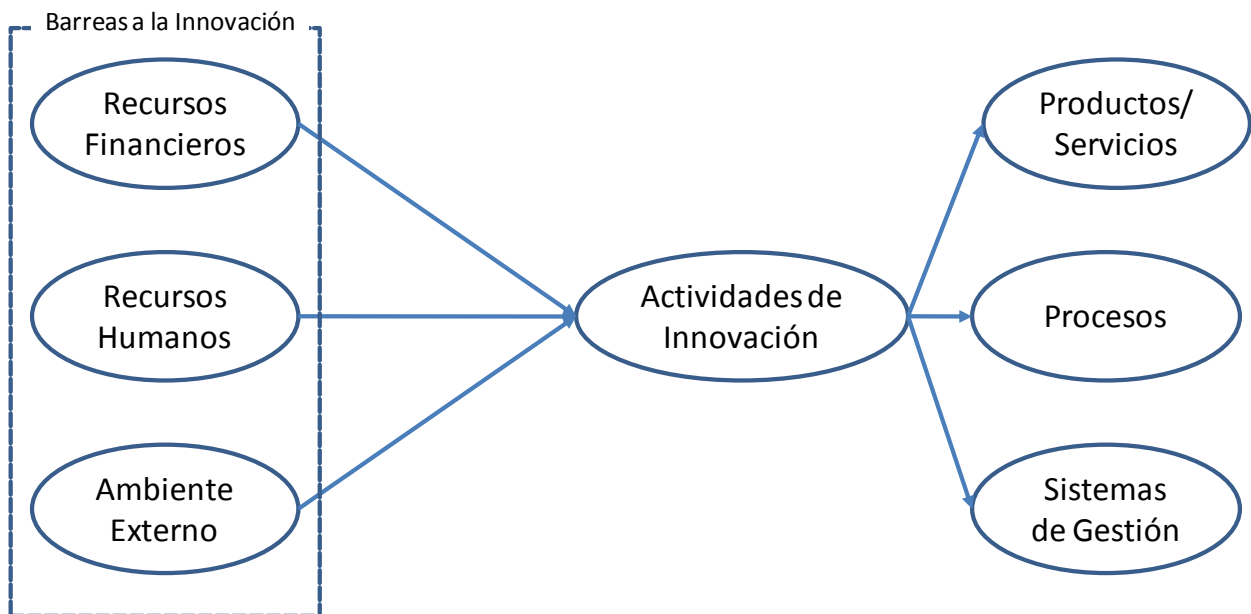 Barreas a la Innovación
Recursos
Financieros
Recursos
Humanos
Ambiente
Externo
Actividades de
Innovación
Productos/
Servicios
Procesos
Sistemas
de Gestión